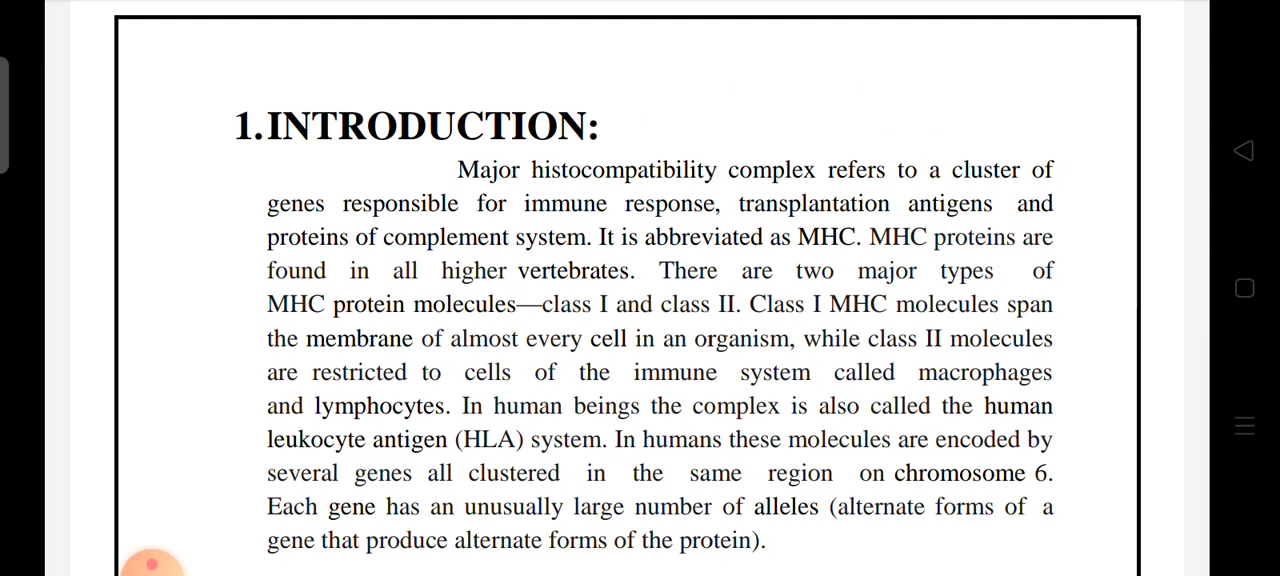 1.INTRODUCTION:
Major histocompatibility complex refers to a cluster of
genes responsible for immune response, transplantation antigens and
proteins of complement system. It is abbreviated as MHC. MHC proteins are
found in all higher vertebrates. There are two major types of
MHC protein molecules—class I and class II. Class I MHC molecules span
the membrane of almost every cell in an organism, while class II molecules
are restricted to cells of the immune system called macrophages
and lymphocytes. In human beings the complex is also called the human
leukocyte antigen (HLA) system. In humans these molecules are encoded by
several genes all clustered in the same region on chromosome 6.
Each gene has an unusually large number of alleles (alternate forms of a
gene that produce alternate forms of the protein).